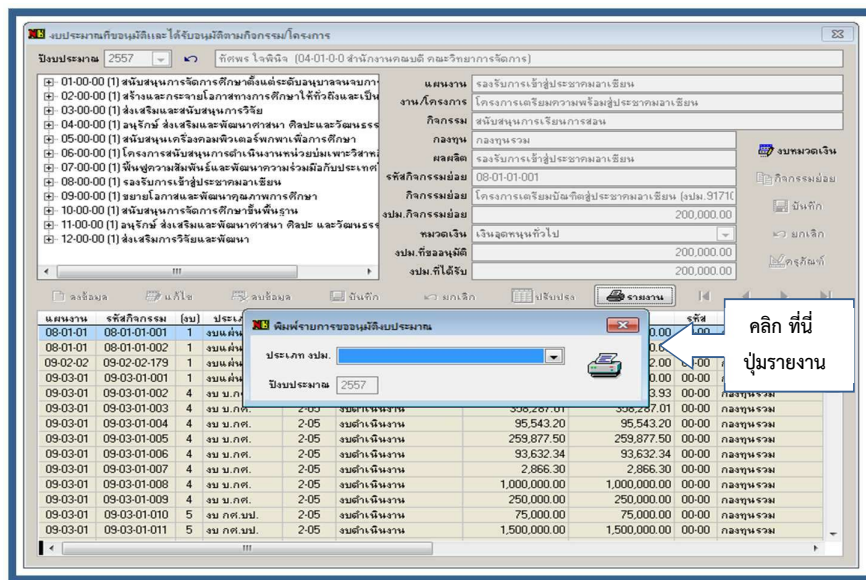 งบประมาณที่ขออนุมัติและได้รับอนุมัติตามกิจกรรม/โครงการ
ปีงบประมาณ 2557 ทัศพร ใจพินิจ (04-01-0-0 สำนักงานคณบดี คณะวิทยาการจัดการ)
01-00-00 (1) สนับสนุนการจัดการศึกษาตั้งแต่ระดับอนุบาลจนจบการ
02-00-00 (1) สร้างและกระจายโอกาสทางการศึกษาให้ทั่วถึงและเป็น
03-00-00 (1) ส่งเสริมและสนับสนุนการวิจัย
04-00-00 (1) อนุรักษ์ ส่งเสริมและพัฒนาศาสนา ศิลปะและวัฒนธรร
05-00-00 (1) สนับสนุนเครื่องคอมพิวเตอร์พกพาเพื่อการศึกษา
06-00-00 (1) โครงการสนับสนุนการดำเนินงานหน่วยบ่มเพาะวิสาห
07-00-00 (1) ฟื้นฟูความสัมพันธ์และพัฒนาความร่วมมือกับประเทศ
08-00-00 (1) รองรับการเข้าสู่ประชาคมอาเซียน
09-00-00 (1) ขยายโอกาสและพัฒนาคุณภาพการศึกษา
10-00-00 (1) สนับสนุนการจัดการศึกษาขั้นพื้นฐาน
11-00-00 (1) อนุรักษ์ ส่งเสริมและพัฒนาศาสนา ศิลปะ และวัฒนธร
12-00-00 (1) ส่งเสริมการวิจัยและพัฒนา
แผนงาน รองรับการเข้าสู่ประชาคมอาเซียน
งาน/โครงการ โครงการเตรียมความพร้อมสู่ประชาคมอาเซียน
กิจกรรม สนับสนุนการเรียนการสอน
กองทุน กองทุนรวม
ผลผลิต รองรับการเข้าสู่ประชาคมอาเซียน
รหัสกิจกรรมย่อย 08-01-01-001
กิจกรรมย่อย โครงการเตรียมบัณฑิตสู่ประชาคมอาเซียน (งปม.9171(
งปม.กิจกรรมย่อย 200,000.00
หมวดเงิน เงินอุดหนุนทั่วไป
งปม.ที่ขออนุมัติ 200,000.00
งปม.ที่ได้รับ 200,000.00
งบหมวดเงิน
กิจกรรมย่อย
บันทึก
ยกเลิก
ครุภัณฑ์
ลงข้อมูล แก้ไข ลบข้อมูล บันทึก ยกเลิก ปรับปรุง รายงาน
แผนงาน รหัสกิจกรรม (งบ) ประเภ รหัส
08-01-01 08-01-01-001 1 งบแผ่น 0.00 00-00
08-01-01 08-01-01-002 1 งบแผ่น
09-02-02 09-02-02-179 1 งบแผ่น 2.00 00-00
09-03-01 09-03-01-001 1 งบแผ่น 0.00 00-00
09-03-01 09-03-01-002 4 งบ บ.กศ 3.93 00-00 กองทุนรวม
09-03-01 09-03-01-003 4 งบ บ.กศ. 2-05 งบดำเนินงาน 358,287.01 358,287.01 00-00 กองทุนรวม
09-03-01 09-03-01-004 4 งบ บ.กศ. 2-05 งบดำเนินงาน 95,543.20 95,543.20 00-00 กองทุนรวม
09-03-01 09-03-01-005 4 งบ บ.กศ. 2-05 งบดำเนินงาน 259,877.50 259,877.50 00-00 กองทุนรวม
09-03-01 09-03-01-006 4 งบ บ.กศ. 2-05 งบดำเนินงาน 93,632.34 93,632.34 00-00 กองทุนรวม
09-03-01 09-03-01-007 4 งบ บ.กศ. 2-05 งบดำเนินงาน 2,866.30 2,866.30 00-00 กองทุนรวม
09-03-01 09-03-01-008 4 งบ บ.กศ. 2-05 งบดำเนินงาน 1,000,000.00 1,000,000.00 00-00 กองทุนรวม
09-03-01 09-03-01-009 4 งบ บ.กศ. 2-05 งบดำเนินงาน 250,000.00 250,000.00 00-00 กองทุนรวม
09-03-01 09-03-01-010 5 งบ กศ.บป. 2-05 งบดำเนินงาน 75,000.00 75,000.00 00-00 กองทุนรวม
09-03-01 09-03-01-011 5 งบ กศ.บป. 2-05 งบดำเนินงาน 1,500,000.00 1,500,000.00 00-00 กองทุนรวม
พิมพ์รายการขออนุมัติงบประมาณ
ประเภท งปม.
ปีงบประมาณ 2557
คลิก ที่นี่
ปุ่มรายงาน